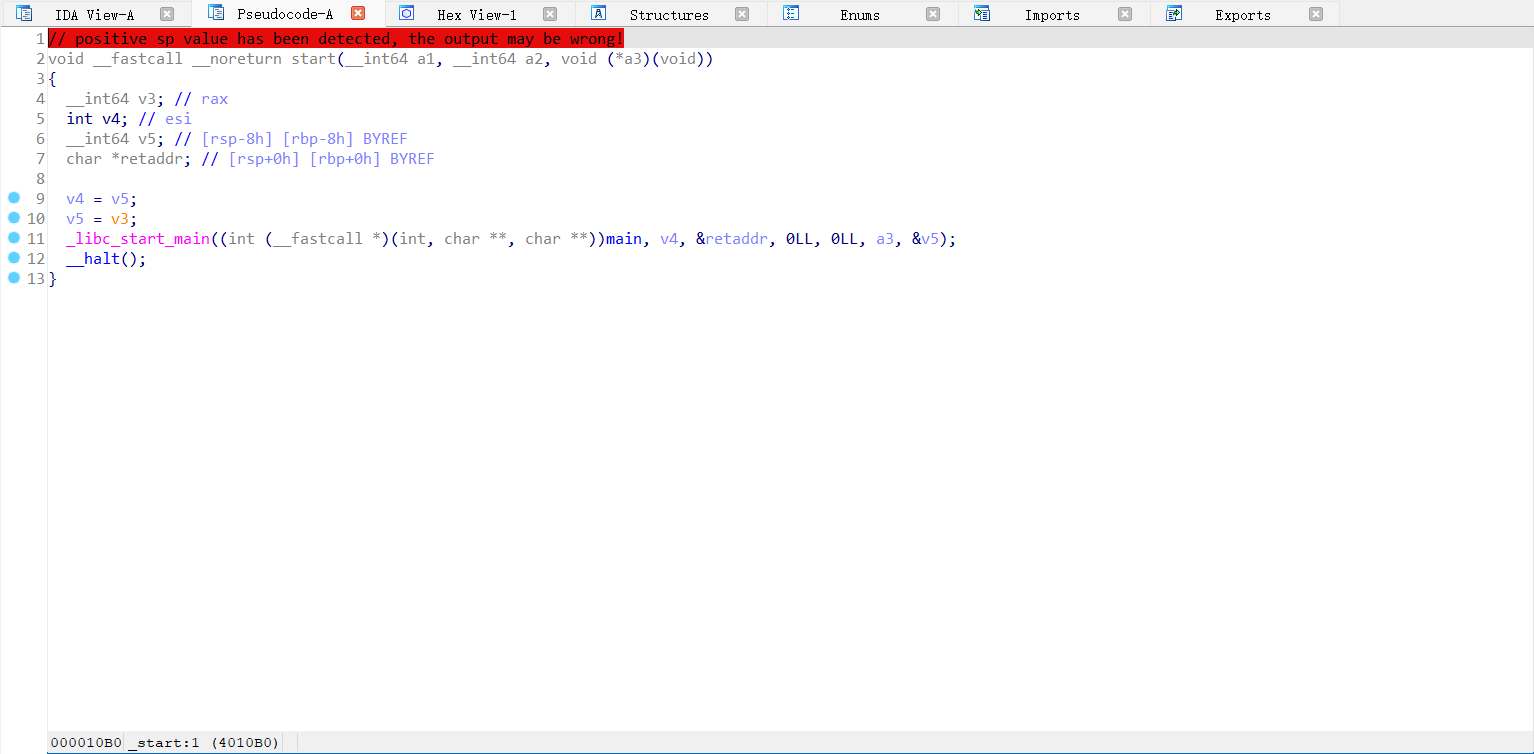 IDA View-A Pseudocode-A Hex View-1 Structures Enums Imports Exports
1 // positive sp value has been detected, the output may be wrong!
2 void __fastcall __noreturn start(__int64 a1, __int64 a2, void (*a3)(void))
3 {
4   __int64 v3; // rax
5   int v4; // esi
6   __int64 v5; // [rsp-8h] [rbp-8h] BYREF
7   char *retaddr; // [rsp+0h] [rbp+0h] BYREF
8
9   v4 = v5;
10   v5 = v3;
11   _libc_start_main((int (__fastcall *)(int, char **, char **))main, v4, &retaddr, 0LL, 0LL, a3, &v5);
12   __halt();
13 }
000010B0 _start:1 (4010B0)